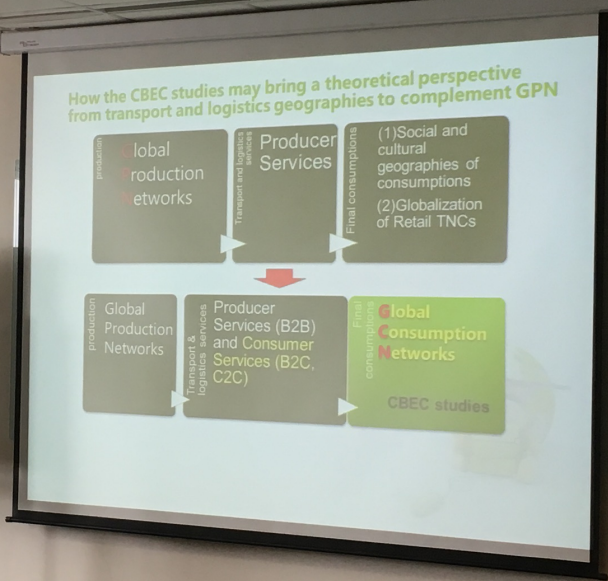 How the CBEC studies may bring a theoretical perspective
from transport and logistics geographies to complement GPN
production
Global
Production
Networks
Transport and logistics
services
Producer
Services
Final consumptions
(1)Social and
cultural
geographies of
consumptions
(2)Globalization
of Retail TNCs
production
Global
Production
Networks
Transport &
logistics services
Producer
Services (B2B)
and Consumer
Services (B2C,
C2C)
Final
consumptions
Global
Consumption
Networks
CBEC studies